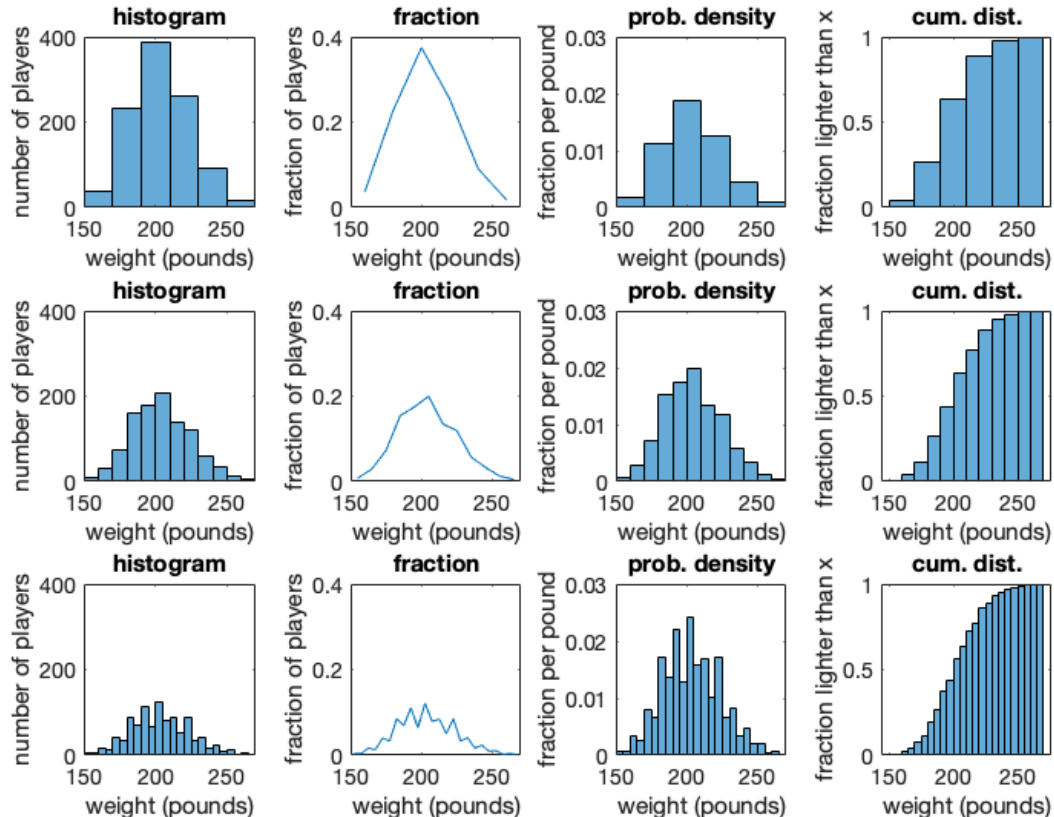 histogram fraction prob. density cum. dist.
number of players
400
200
0
150 200 250
weight (pounds)
fraction of players
0.4
0.2
0
150 200 250
weight (pounds)
fraction per pound
0.03
0.02
0.01
0
150 200 250
weight (pounds)
fraction lighter than x
1
0.5
0
150 200 250
weight (pounds)
histogram fraction prob. density cum. dist.
number of players
400
200
0
150 200 250
weight (pounds)
fraction of players
0.4
0.2
0
150 200 250
weight (pounds)
fraction per pound
0.03
0.02
0.01
0
150 200 250
weight (pounds)
fraction lighter than x
1
0.5
0
150 200 250
weight (pounds)
histogram fraction prob. density cum. dist.
number of players
400
200
0
150 200 250
weight (pounds)
fraction of players
0.4
0.2
0
150 200 250
weight (pounds)
fraction per pound
0.03
0.02
0.01
0
150 200 250
weight (pounds)
fraction lighter than x
1
0.5
0
150 200 250
weight (pounds)